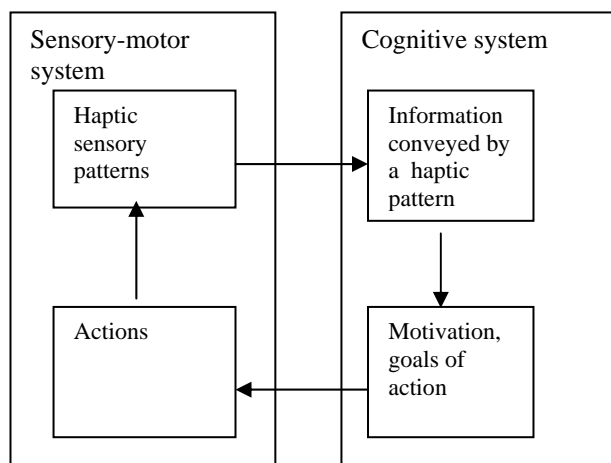 Sensory-motor
system
Cognitive system
Haptic
sensory
patterns
Information
conveyed by
a haptic
pattern
Actions
Motivation,
goals of
action